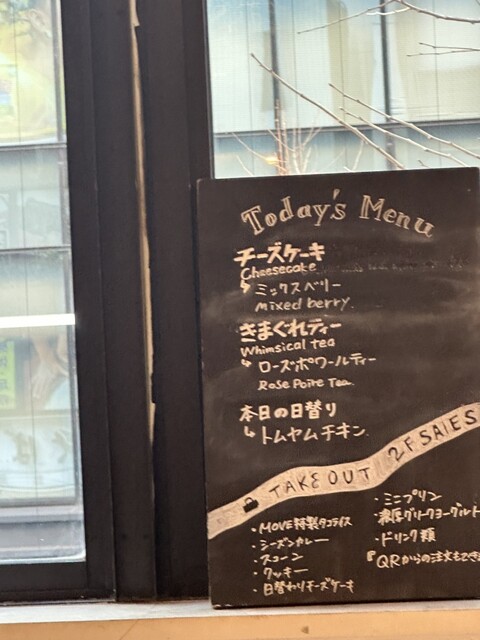 Today's Menu
チーズケーキ
Cheesecake
↳ ミックスベリー
Mixed berry.
きまぐれティー
Whimsical tea
↳ ローズポワールティー
Rose Poire Tea.
本日の日替り
↳ トムヤムチキン
TAKE OUT 2F SALES
・MOVE特製タコライス
・シーズンカレー
・スコーン
・クッキー
・日替わりチーズケーキ
・ミニプリン
・濃厚グリークヨーグルト
・ドリンク類
『QRからの注文もでき